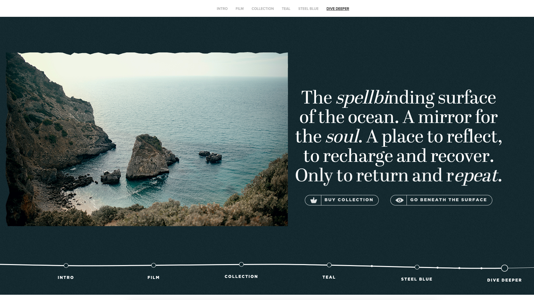 INTRO FILM COLLECTION TEAL STEEL BLUE DIVE DEEPER
The spellbinding surface
of the ocean. A mirror for
the soul. A place to reflect,
to recharge and recover.
Only to return and repeat.
BUY COLLECTION GO BENEATH THE SURFACE
INTRO FILM COLLECTION TEAL STEEL BLUE DIVE DEEPER